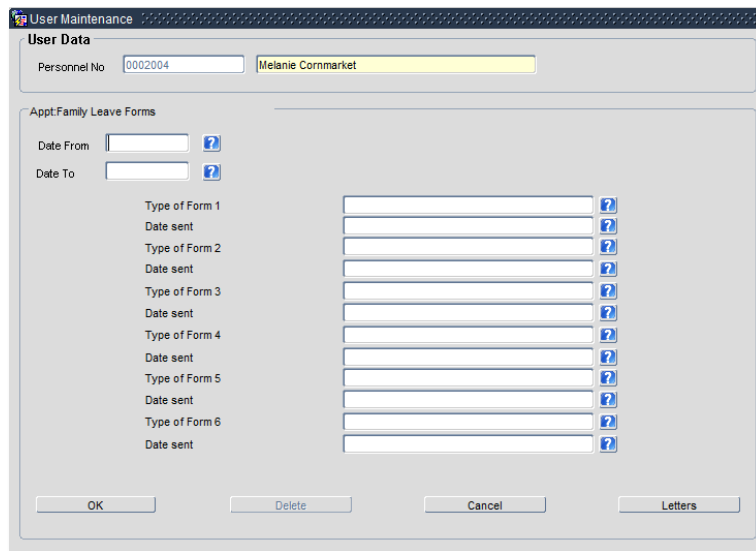 User Maintenance
User Data
Personnel No 0002004 Melanie Cornmarket
Appt:Family Leave Forms
Date From ?
Date To ?
Type of Form 1 ?
Date sent ?
Type of Form 2 ?
Date sent ?
Type of Form 3 ?
Date sent ?
Type of Form 4 ?
Date sent ?
Type of Form 5 ?
Date sent ?
Type of Form 6 ?
Date sent ?
OK Delete Cancel Letters